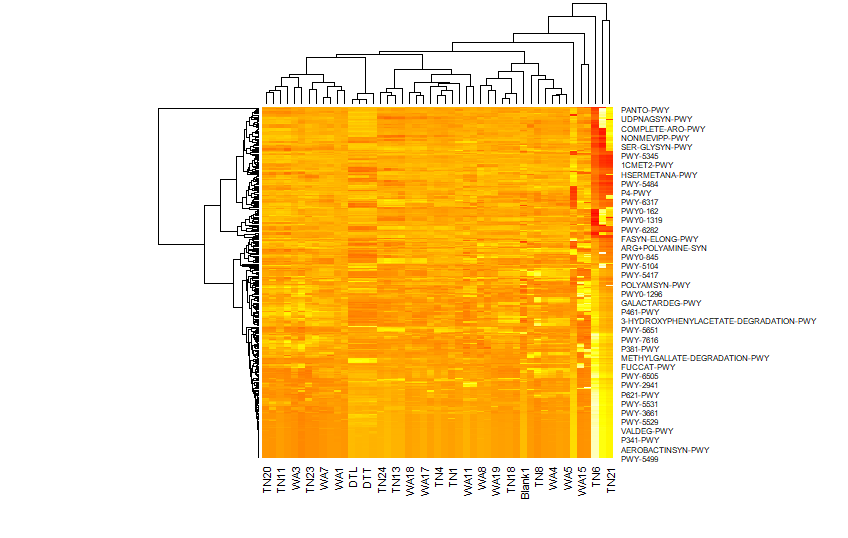 PANTO-PWY
UDPNAGSYN-PWY
COMPLETE-ARO-PWY
NONMEVIPP-PWY
SER-GLYSYN-PWY
PWY-5345
1CMET2-PWY
HSERMETANA-PWY
PWY-5484
P4-PWY
PWY-6317
PWY0-162
PWY0-1319
PWY-6282
FASYN-ELONG-PWY
ARG+POLYAMINE-SYN
PWY0-845
PWY-5104
PWY-5417
POLYAMSYN-PWY
PWY0-1296
GALACTARDEG-PWY
P461-PWY
3-HYDROXYPHENYLACETATE-DEGRADATION-PWY
PWY-5651
PWY-7616
P381-PWY
METHYLGALLATE-DEGRADATION-PWY
FUCCAT-PWY
PWY-6505
PWY-2941
P621-PWY
PWY-5531
PWY-3661
PWY-5529
VALDEG-PWY
P341-PWY
AEROBACTINSYN-PWY
PWY-5499
TN20
TN11
WA3
TN23
WA7
WA1
DTL
DTT
TN24
TN13
WA18
WA17
TN4
TN1
WA11
WA8
WA19
TN18
Blank1
TN8
WA4
WA5
WA15
TN6
TN21